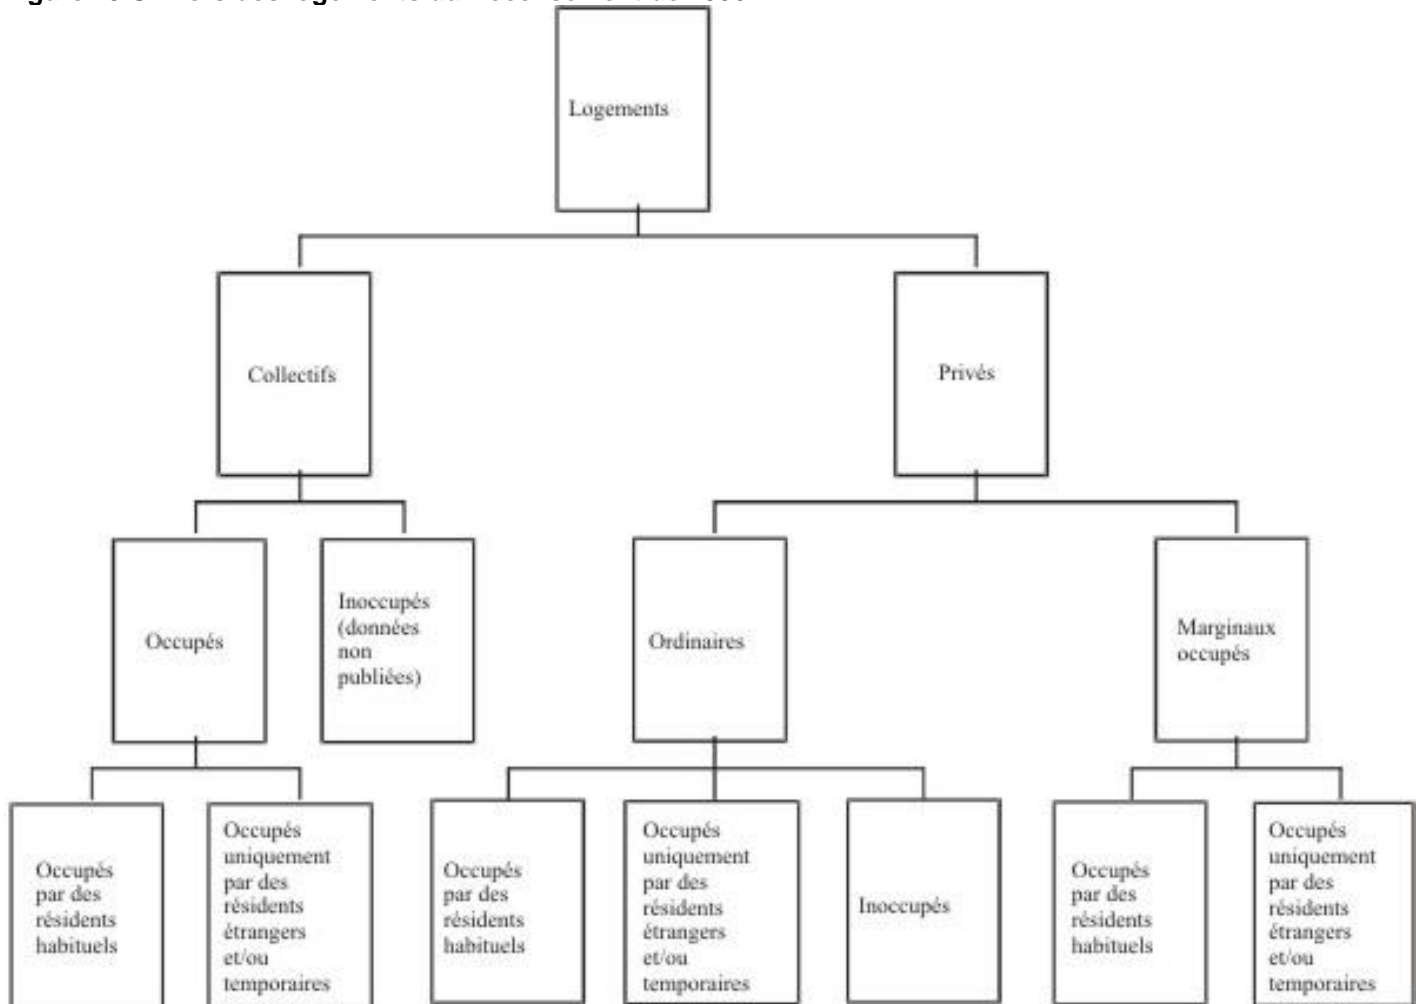 Logements
Collectifs
Privés
Occupés
Inoccupés
(données
non
publiées)
Ordinaires
Marginaux
occupés
Occupés
par des
résidents
habituels
Occupés
uniquement
par des
résidents
étrangers
et/ou
temporaires
Occupés
par des
résidents
habituels
Occupés
uniquement
par des
résidents
étrangers
et/ou
temporaires
Inoccupés
Occupés
par des
résidents
habituels
Occupés
uniquement
par des
résidents
étrangers
et/ou
temporaires